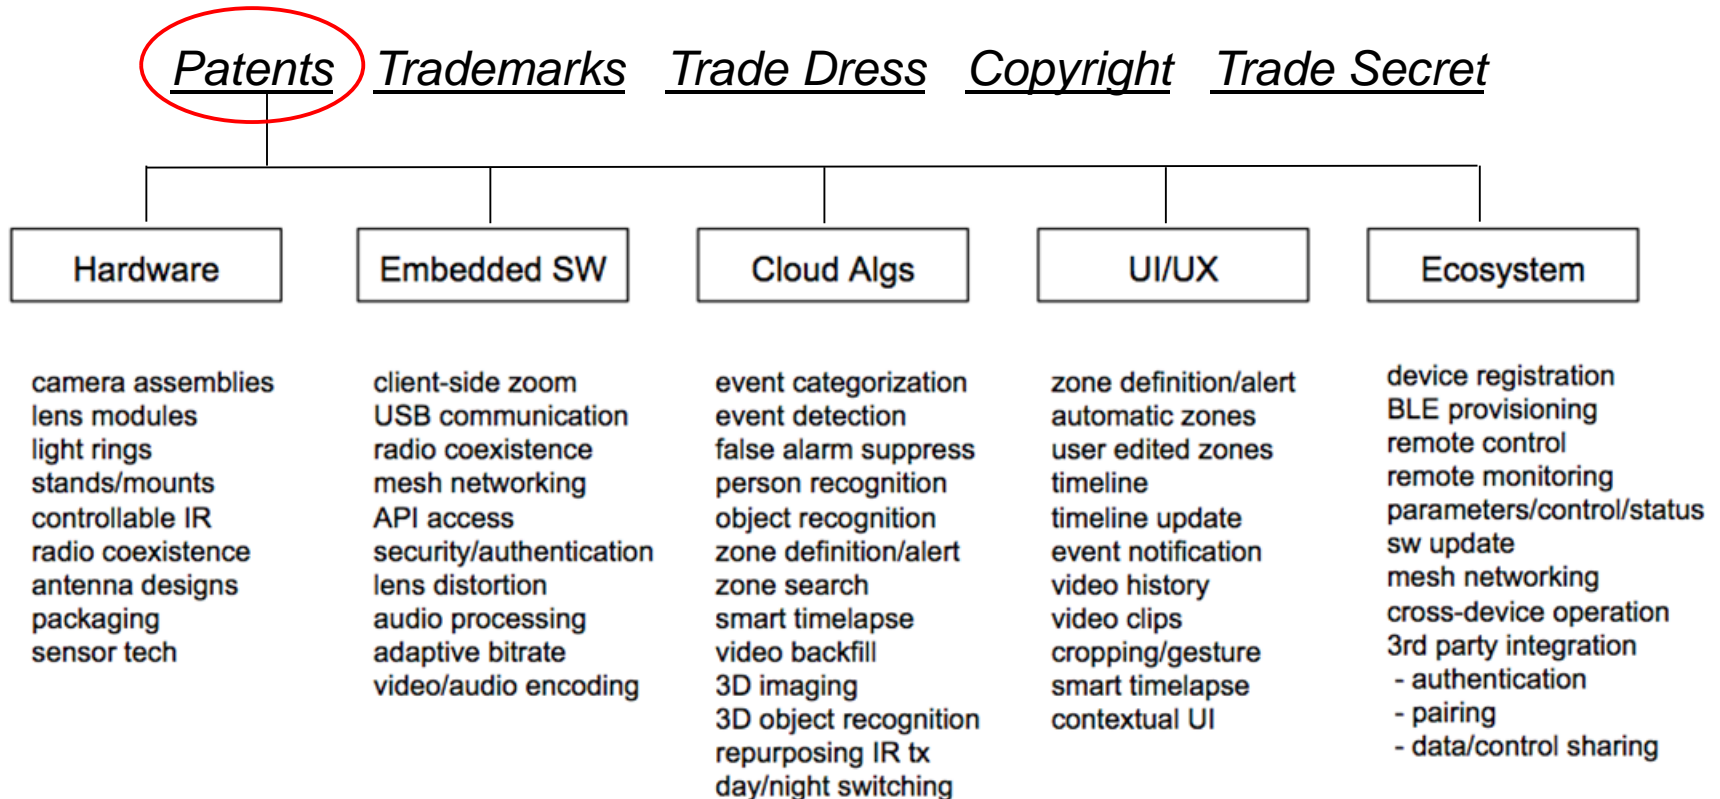 Patents Trademarks Trade Dress Copyright Trade Secret
Hardware
camera assemblies
lens modules
light rings
stands/mounts
controllable IR
radio coexistence
antenna designs
packaging
sensor tech
Embedded SW
client-side zoom
USB communication
radio coexistence
mesh networking
API access
security/authentication
lens distortion
audio processing
adaptive bitrate
video/audio encoding
Cloud Algs
event categorization
event detection
false alarm suppress
person recognition
object recognition
zone definition/alert
zone search
smart timelapse
video backfill
3D imaging
3D object recognition
repurposing IR tx
day/night switching
UI/UX
zone definition/alert
automatic zones
user edited zones
timeline
timeline update
event notification
video history
video clips
cropping/gesture
smart timelapse
contextual UI
Ecosystem
device registration
BLE provisioning
remote control
remote monitoring
parameters/control/status
sw update
mesh networking
cross-device operation
3rd party integration
- authentication
- pairing
- data/control sharing